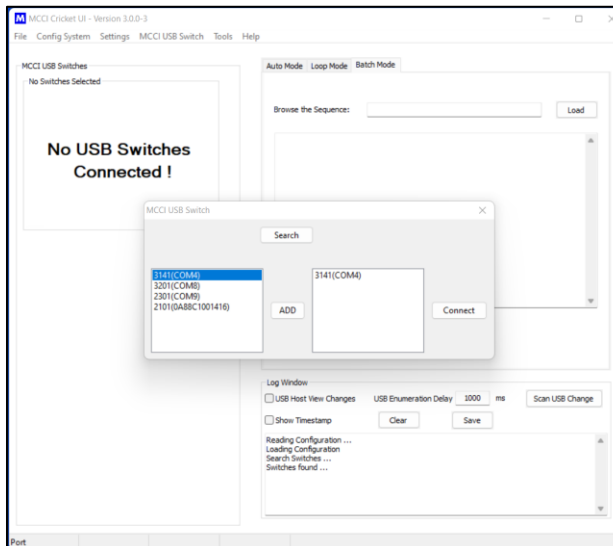 M MCCI Cricket UI - Version 3.0.0-3
File Config System Settings MCCI USB Switch Tools Help
MCCI USB Switches
No Switches Selected
No USB Switches
Connected !
Auto Mode Loop Mode Batch Mode
Browse the Sequence: Load
MCCI USB Switch
Search
3141(COM4)
3201(COM8)
2301(COM9)
2101(0A88C1001416)
ADD
3141(COM4)
Connect
Log Window
USB Host View Changes USB Enumeration Delay 1000 ms Scan USB Change
Show Timestamp Clear Save
Reading Configuration ...
Loading Configuration
Search Switches ...
Switches found ...
Port